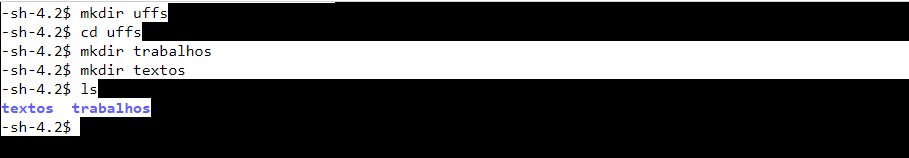 -sh-4.2$ mkdir uffs
-sh-4.2$ cd uffs
-sh-4.2$ mkdir trabalhos
-sh-4.2$ mkdir textos
-sh-4.2$ ls
textos  trabalhos
-sh-4.2$